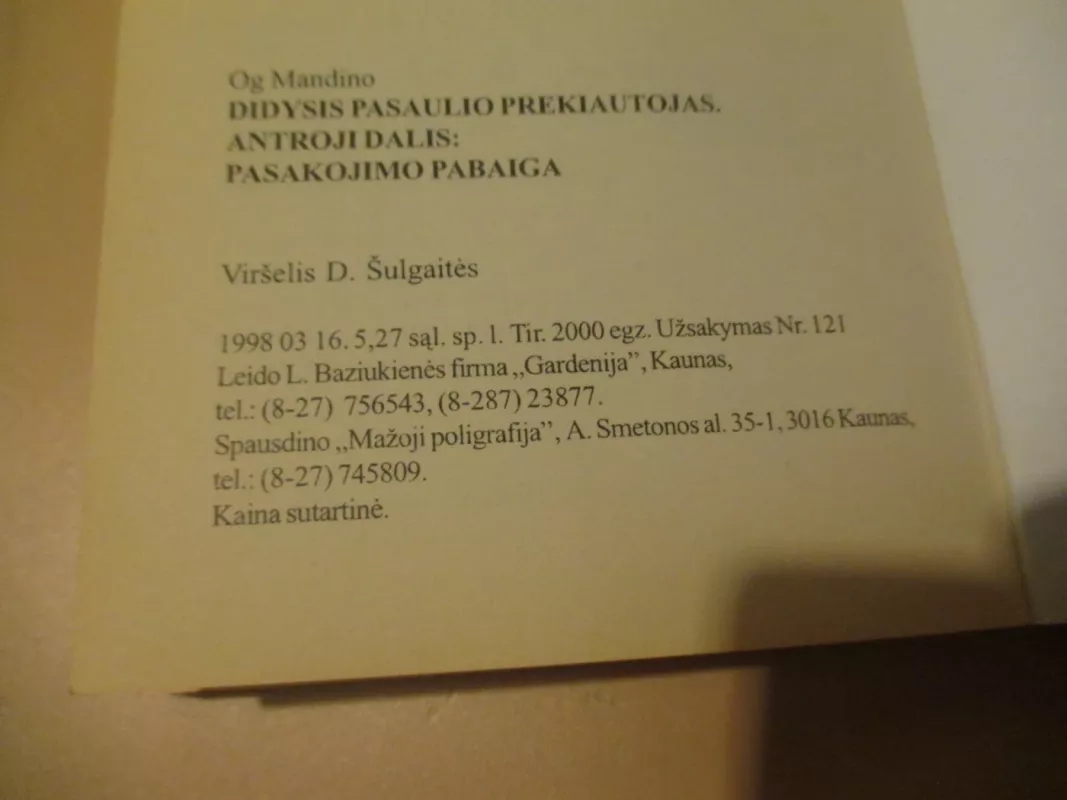 Og Mandino
DIDYSIS PASAULIO PREKIAUTOJAS.
ANTROJI DALIS:
PASAKOJIMO PABAIGA
Viršelis D. Šulgaitės
1998 03 16. 5,27 sąl. sp. l. Tir. 2000 egz. Užsakymas Nr. 121
Leido L. Baziukienės firma „Gardenija”, Kaunas,
tel.: (8-27) 756543, (8-287) 23877.
Spausdino „Mažoji poligrafija”, A. Smetonos al. 35-1, 3016 Kaunas,
tel.: (8-27) 745809.
Kaina sutartinė.